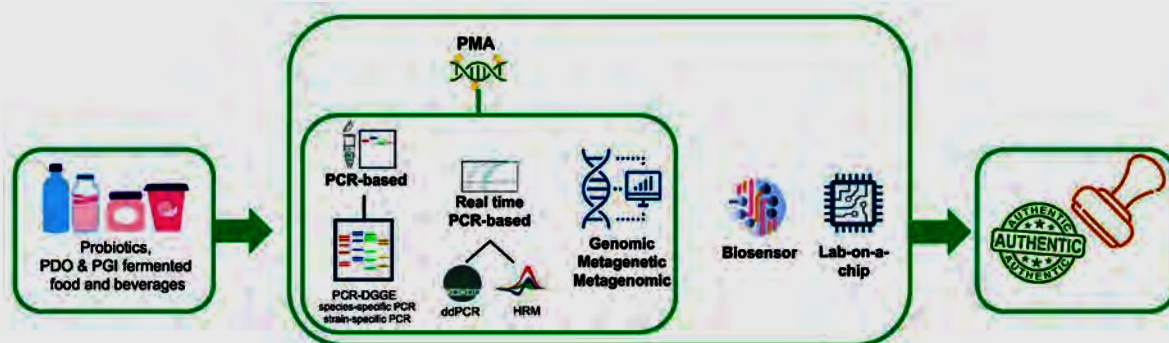 Probiotics,
PDO & PGI fermented
food and beverages
PMA
PCR-based
PCR-DGGE
species-specific PCR
strain-specific PCR
Real time
PCR-based
ddPCR
HRM
Genomic
Metagenetic
Metagenomic
Biosensor
Lab-on-a-
chip
AUTHENTIC
AUTHENTIC
AUTHENTIC